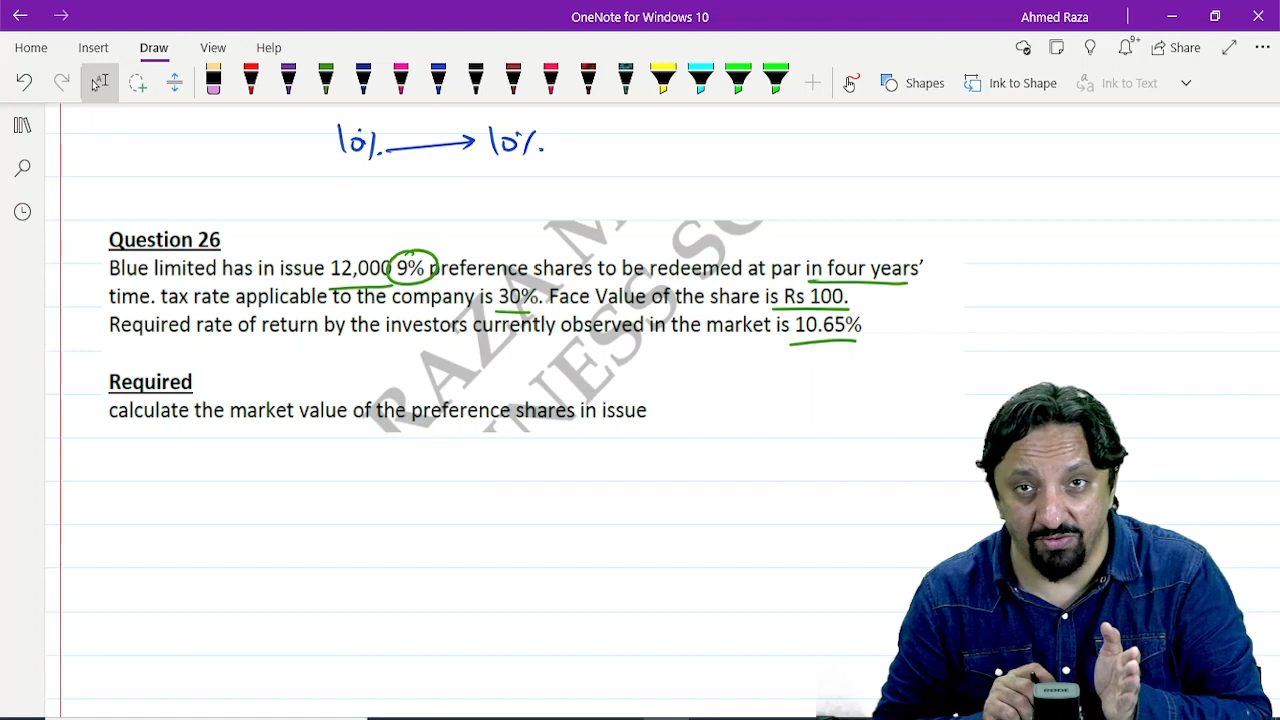 OneNote for Windows 10
Ahmed Raza
Home Insert Draw View Help
9+
Share
Shapes
Ink to Shape
Ink to Text
10% → 10%
Question 26
Blue limited has in issue 12,000 9% preference shares to be redeemed at par in four years’
time. tax rate applicable to the company is 30%. Face Value of the share is Rs 100.
Required rate of return by the investors currently observed in the market is 10.65%
Required
calculate the market value of the preference shares in issue
RAZA